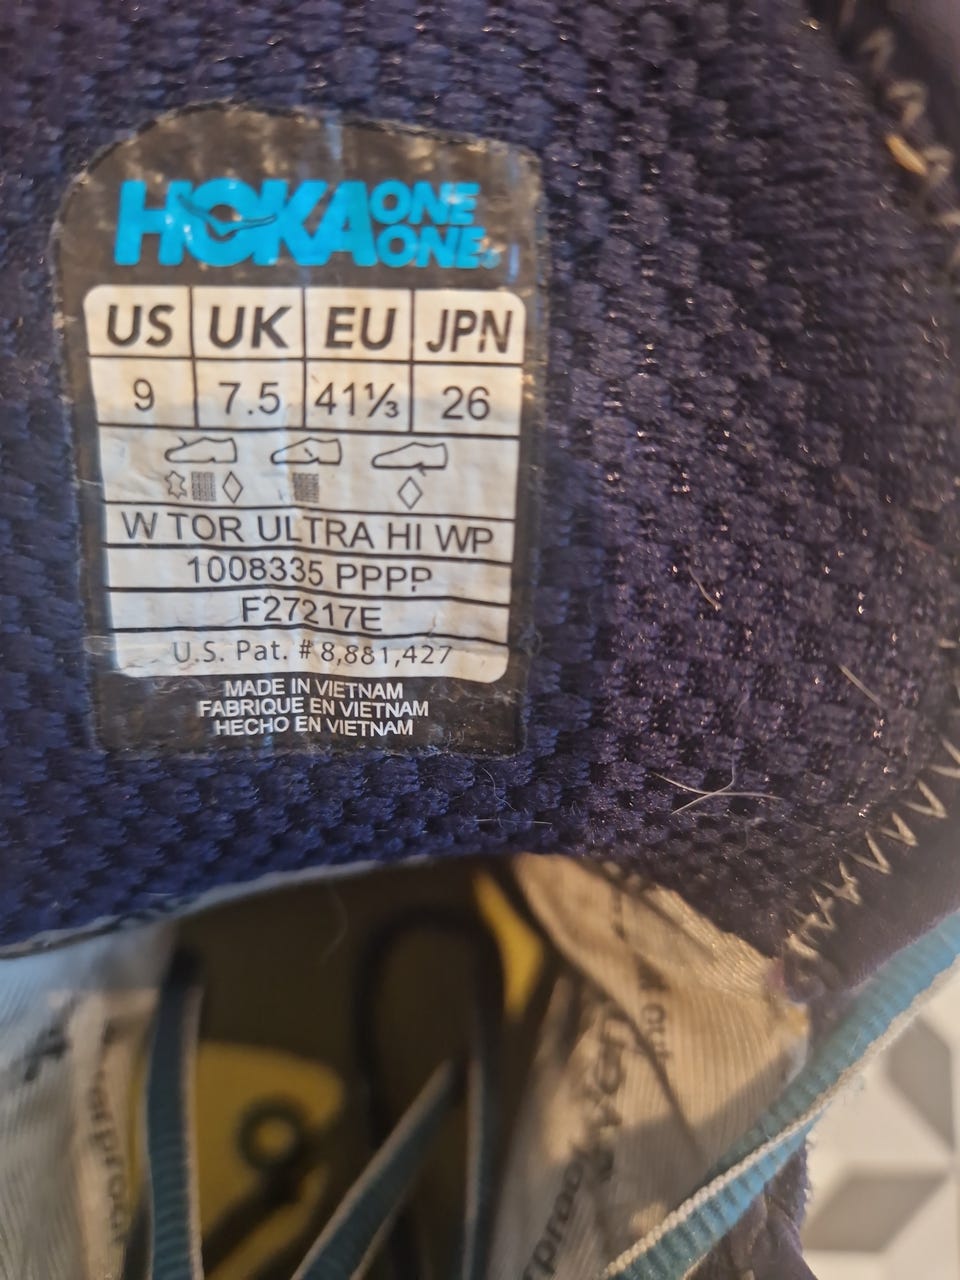 HOKA ONE ONE
US UK EU JPN
9 7.5 41⅓ 26
W TOR ULTRA HI WP
1008335 PPPP
F27217E
U.S. Pat. # 8,881,427
MADE IN VIETNAM
FABRIQUE EN VIETNAM
HECHO EN VIETNAM